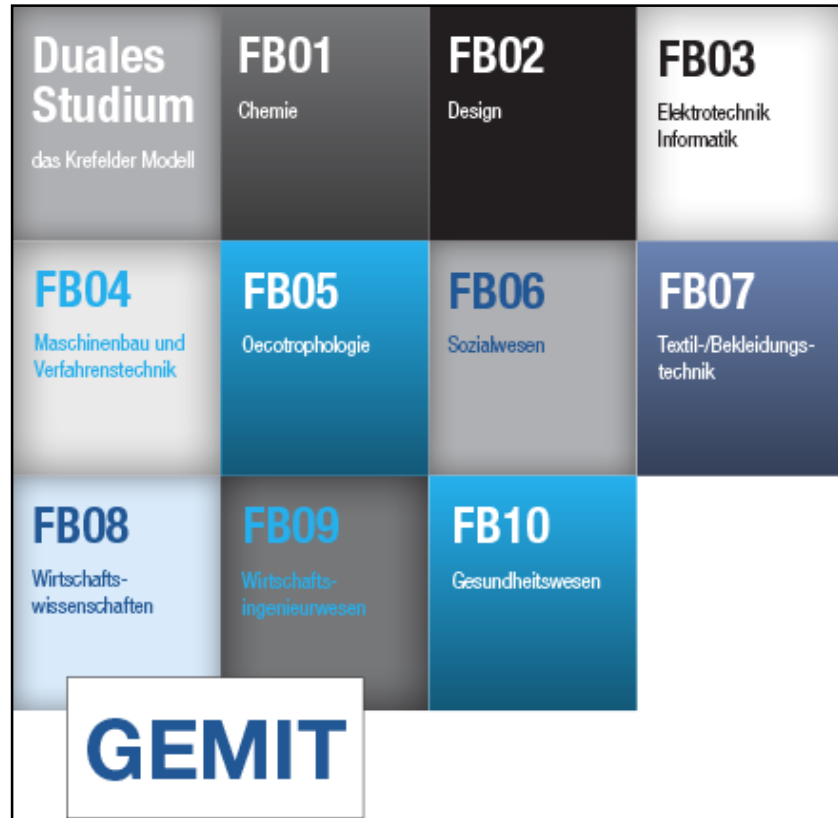 Duales
Studium
das Krefelder Modell
FB01
Chemie
FB02
Design
FB03
Elektrotechnik
Informatik
FB04
Maschinenbau und
Verfahrenstechnik
FB05
Oecotrophologie
FB06
Sozialwesen
FB07
Textil-/Bekleidungs-
technik
FB08
Wirtschafts-
wissenschaften
FB09
Wirtschafts-
ingenieurwesen
FB10
Gesundheitswesen
GEMIT